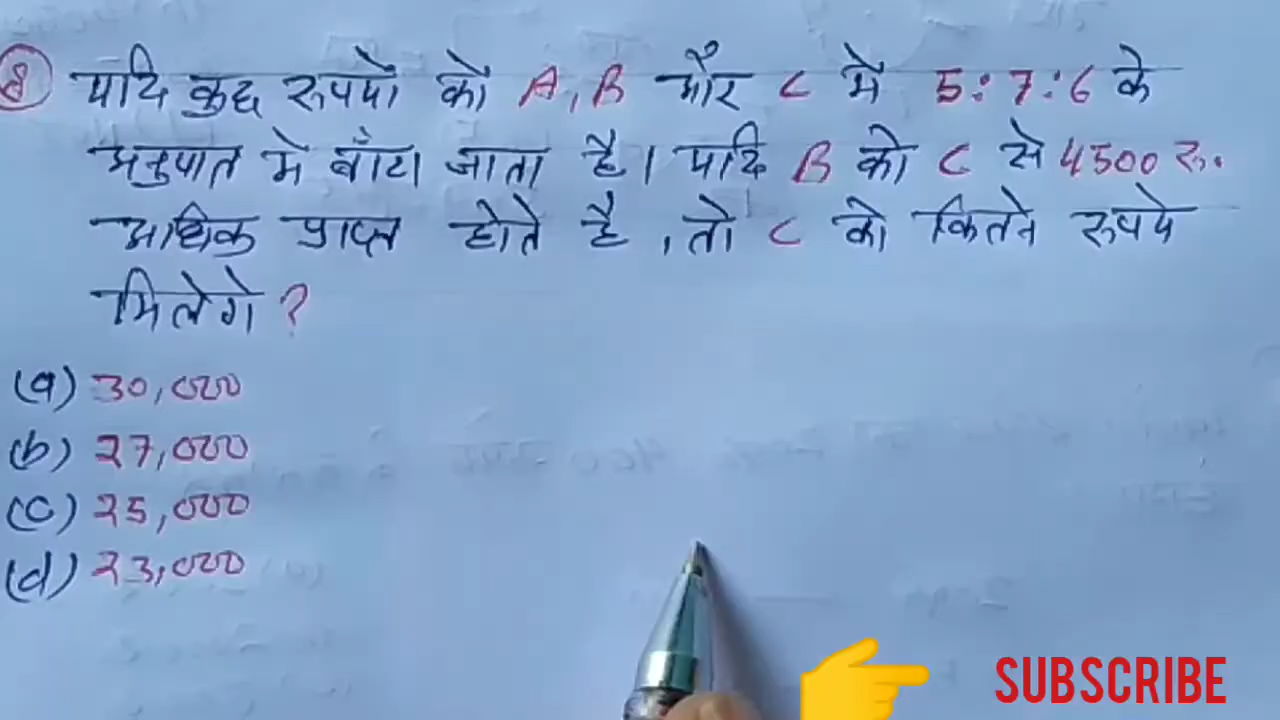 8 यदि कुछ रुपयो को A, B और C मे 5:7:6 के
अनुपात मे बाँटा जाता है। यदि B को C से 4500 रु.
अधिक प्राप्त होते है, तो C को कितने रुपये
मिलेगे ?
(a) 30,000
(b) 27,000
(c) 25,000
(d) 23,000
SUBSCRIBE